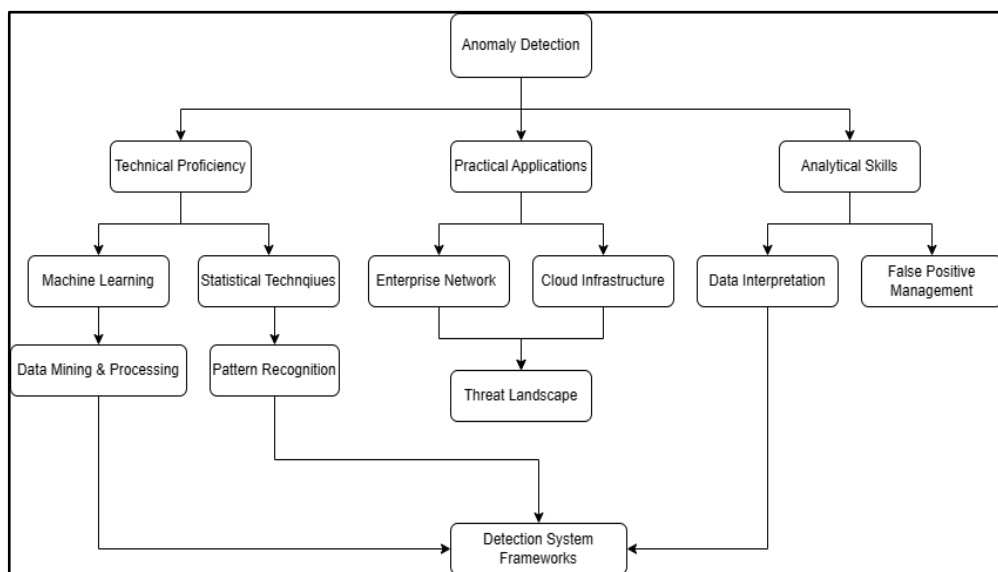 Anomaly Detection
Technical Proficiency
Practical Applications
Analytical Skills
Machine Learning
Statistical Technqiues
Enterprise Network
Cloud Infrastructure
Data Interpretation
False Positive
Management
Data Mining & Processing
Pattern Recognition
Threat Landscape
Detection System
Frameworks